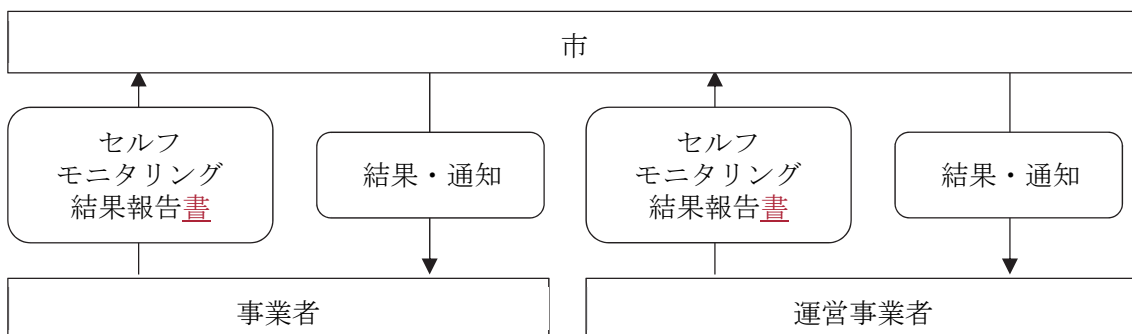 市
セルフ
モニタリング
結果報告書
結果・通知
セルフ
モニタリング
結果報告書
結果・通知
事業者
運営事業者